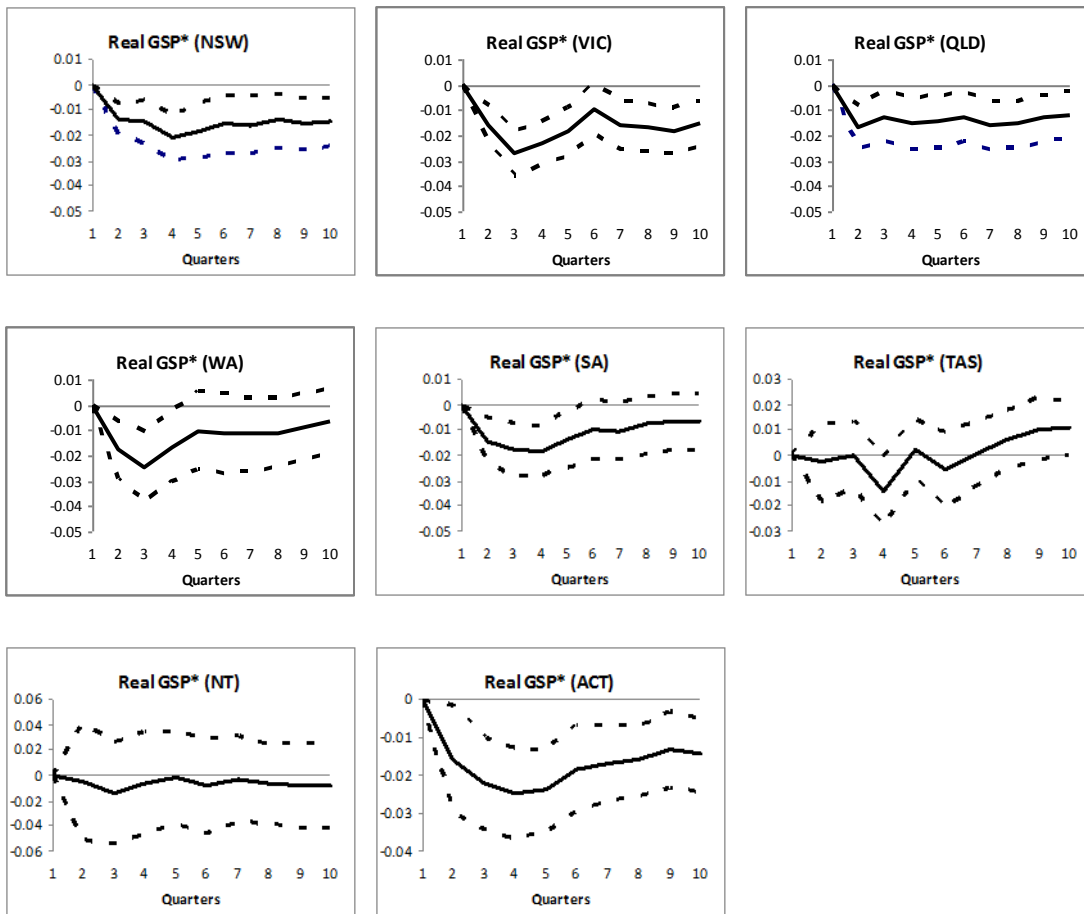 Real GSP* (NSW)
0.01
0
-0.01
-0.02
-0.03
-0.04
-0.05
1 2 3 4 5 6 7 8 9 10
Quarters
Real GSP* (VIC)
0.01
0
-0.01
-0.02
-0.03
-0.04
-0.05
1 2 3 4 5 6 7 8 9 10
Quarters
Real GSP* (QLD)
0.01
0
-0.01
-0.02
-0.03
-0.04
-0.05
1 2 3 4 5 6 7 8 9 10
Quarters
Real GSP* (WA)
0.01
0
-0.01
-0.02
-0.03
-0.04
-0.05
1 2 3 4 5 6 7 8 9 10
Quarters
Real GSP* (SA)
0.01
0
-0.01
-0.02
-0.03
-0.04
-0.05
1 2 3 4 5 6 7 8 9 10
Quarters
Real GSP* (TAS)
0.03
0.02
0.01
0
-0.01
-0.02
-0.03
1 2 3 4 5 6 7 8 9 10
Quarters
Real GSP* (NT)
0.06
0.04
0.02
0
-0.02
-0.04
-0.06
1 2 3 4 5 6 7 8 9 10
Quarters
Real GSP* (ACT)
0
-0.01
-0.02
-0.03
-0.04
1 2 3 4 5 6 7 8 9 10
Quarters